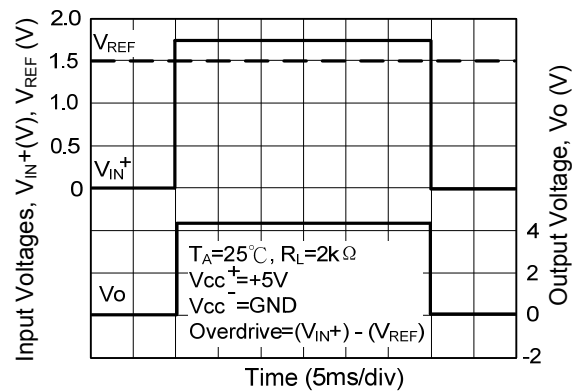 Input Voltages, VIN+(V), VREF (V)
2.0
1.5
1.0
0.5
0
VREF
VIN+
Vo
TA=25℃, RL=2kΩ
Vcc+=+5V
Vcc-=GND
Overdrive=(VIN+) - (VREF)
4
2
0
-2
Output Voltage, Vo (V)
Time (5ms/div)